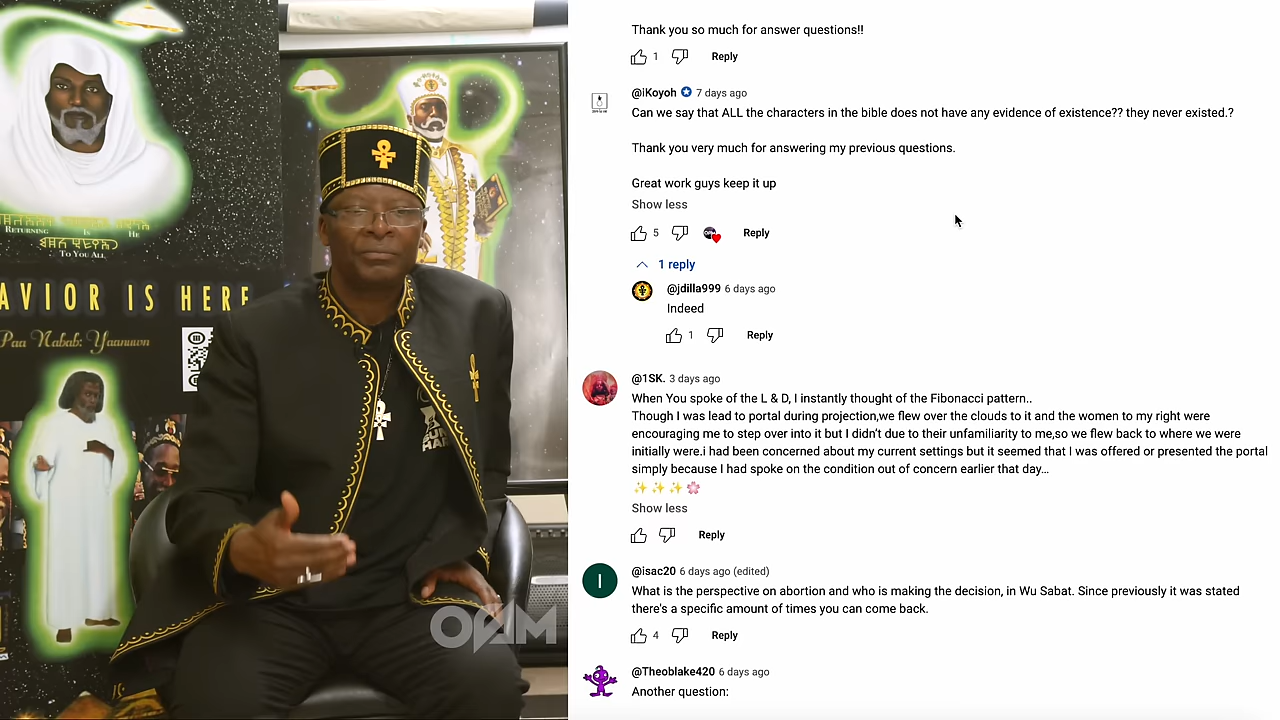 RETURNING IS HE
TO YOU ALL
AVIOR IS HERE
Paa Nabab: Yaanuwn
OPAM
Thank you so much for answer questions!!
1 Reply
@iKoyoh 7 days ago
Can we say that ALL the characters in the bible does not have any evidence of existence?? they never existed.?
Thank you very much for answering my previous questions.
Great work guys keep it up
Show less
5 Reply
1 reply
@jdilla999 6 days ago
Indeed
1 Reply
@1SK. 3 days ago
When You spoke of the L & D, I instantly thought of the Fibonacci pattern..
Though I was lead to portal during projection,we flew over the clouds to it and the women to my right were
encouraging me to step over into it but I didn't due to their unfamiliarity to me,so we flew back to where we were
initially were.i had been concerned about my current settings but it seemed that I was offered or presented the portal
simply because I had spoke on the condition out of concern earlier that day...
✨ ✨ ✨ 🌸
Show less
Reply
I
@isac20 6 days ago (edited)
What is the perspective on abortion and who is making the decision, in Wu Sabat. Since previously it was stated
there's a specific amount of times you can come back.
4 Reply
@Theoblake420 6 days ago
Another question: